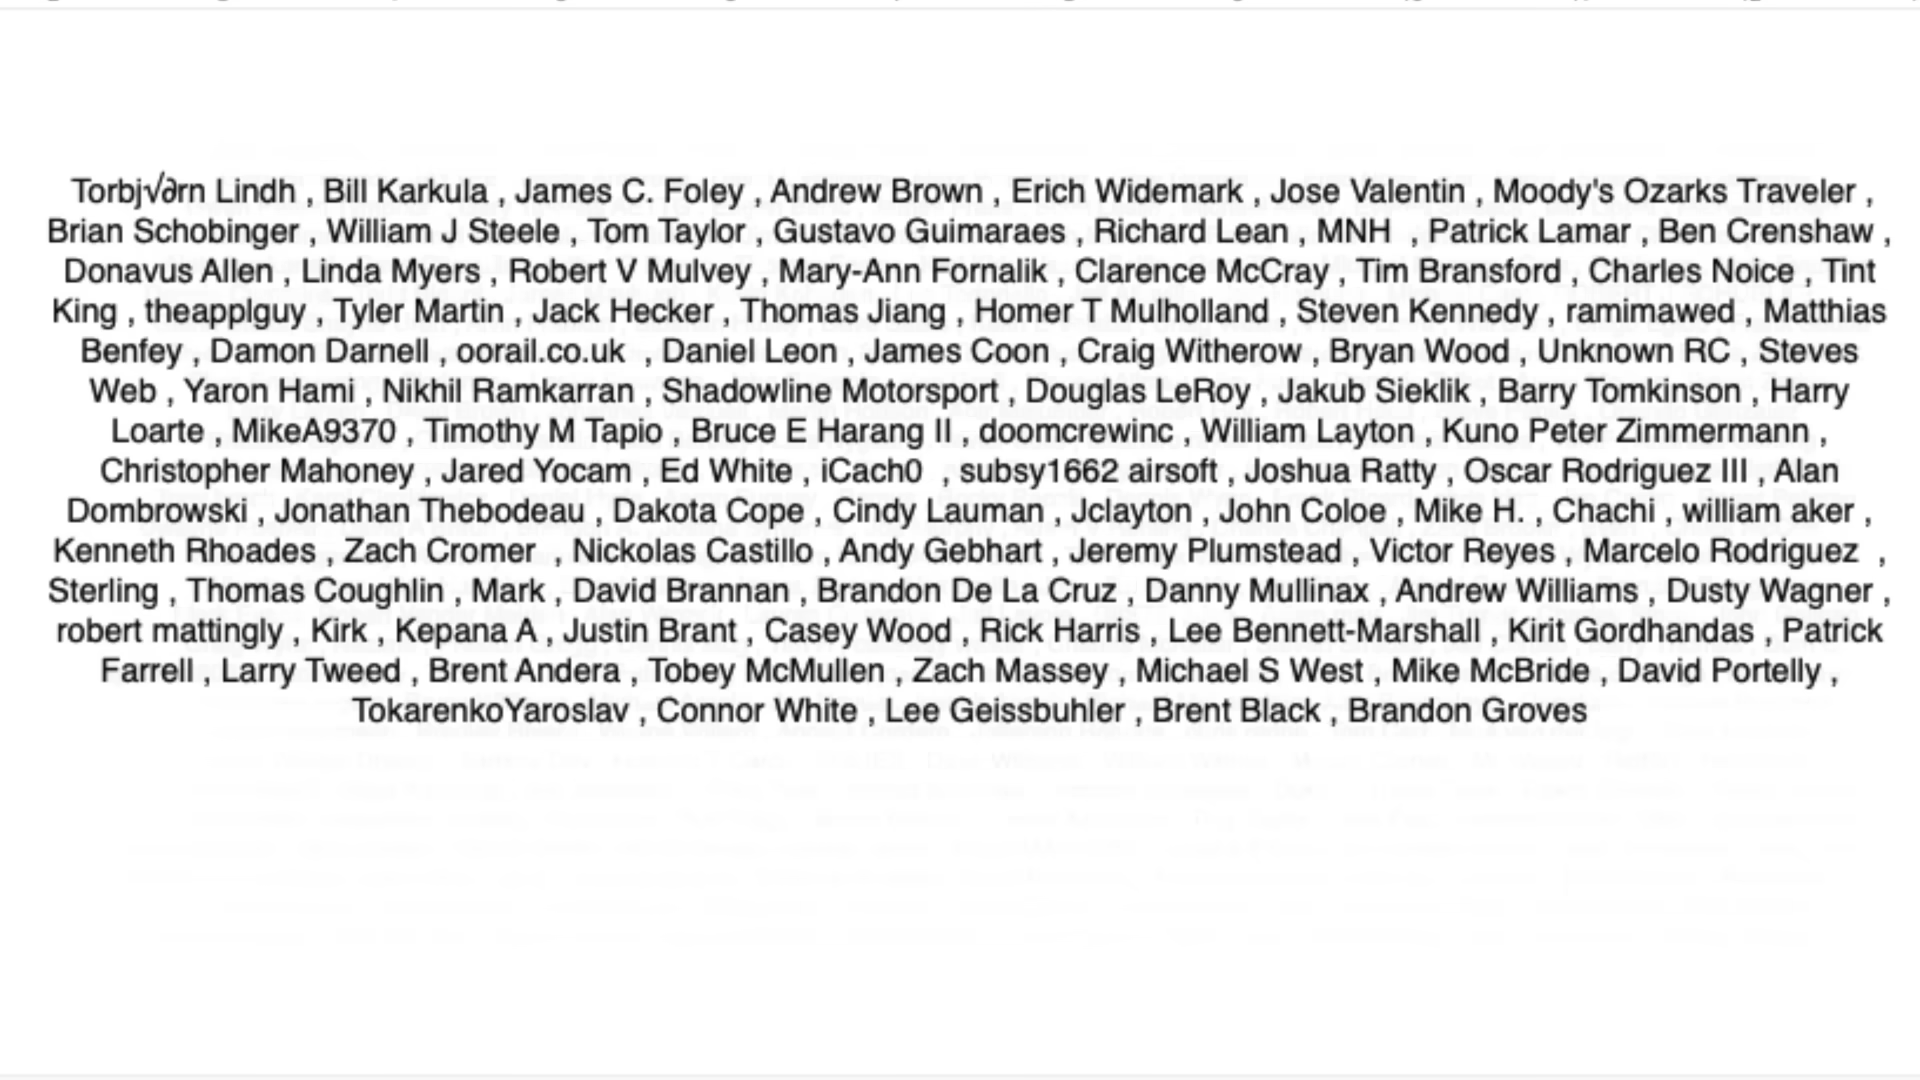 Torbj√∂rn Lindh , Bill Karkula , James C. Foley , Andrew Brown , Erich Widemark , Jose Valentin , Moody's Ozarks Traveler ,
Brian Schobinger , William J Steele , Tom Taylor , Gustavo Guimaraes , Richard Lean , MNH , Patrick Lamar , Ben Crenshaw ,
Donavus Allen , Linda Myers , Robert V Mulvey , Mary-Ann Fornalik , Clarence McCray , Tim Bransford , Charles Noice , Tint
King , theapplguy , Tyler Martin , Jack Hecker , Thomas Jiang , Homer T Mulholland , Steven Kennedy , ramimawed , Matthias
Benfey , Damon Darnell , oorail.co.uk , Daniel Leon , James Coon , Craig Witherow , Bryan Wood , Unknown RC , Steves
Web , Yaron Hami , Nikhil Ramkarran , Shadowline Motorsport , Douglas LeRoy , Jakub Sieklik , Barry Tomkinson , Harry
Loarte , MikeA9370 , Timothy M Tapio , Bruce E Harang II , doomcrewinc , William Layton , Kuno Peter Zimmermann ,
Christopher Mahoney , Jared Yocam , Ed White , iCach0 , subsy1662 airsoft , Joshua Ratty , Oscar Rodriguez III , Alan
Dombrowski , Jonathan Thebodeau , Dakota Cope , Cindy Lauman , Jclayton , John Coloe , Mike H. , Chachi , william aker ,
Kenneth Rhoades , Zach Cromer , Nickolas Castillo , Andy Gebhart , Jeremy Plumstead , Victor Reyes , Marcelo Rodriguez ,
Sterling , Thomas Coughlin , Mark , David Brannan , Brandon De La Cruz , Danny Mullinax , Andrew Williams , Dusty Wagner ,
robert mattingly , Kirk , Kepana A , Justin Brant , Casey Wood , Rick Harris , Lee Bennett-Marshall , Kirit Gordhandas , Patrick
Farrell , Larry Tweed , Brent Andera , Tobey McMullen , Zach Massey , Michael S West , Mike McBride , David Portelly ,
TokarenkoYaroslav , Connor White , Lee Geissbuhler , Brent Black , Brandon Groves